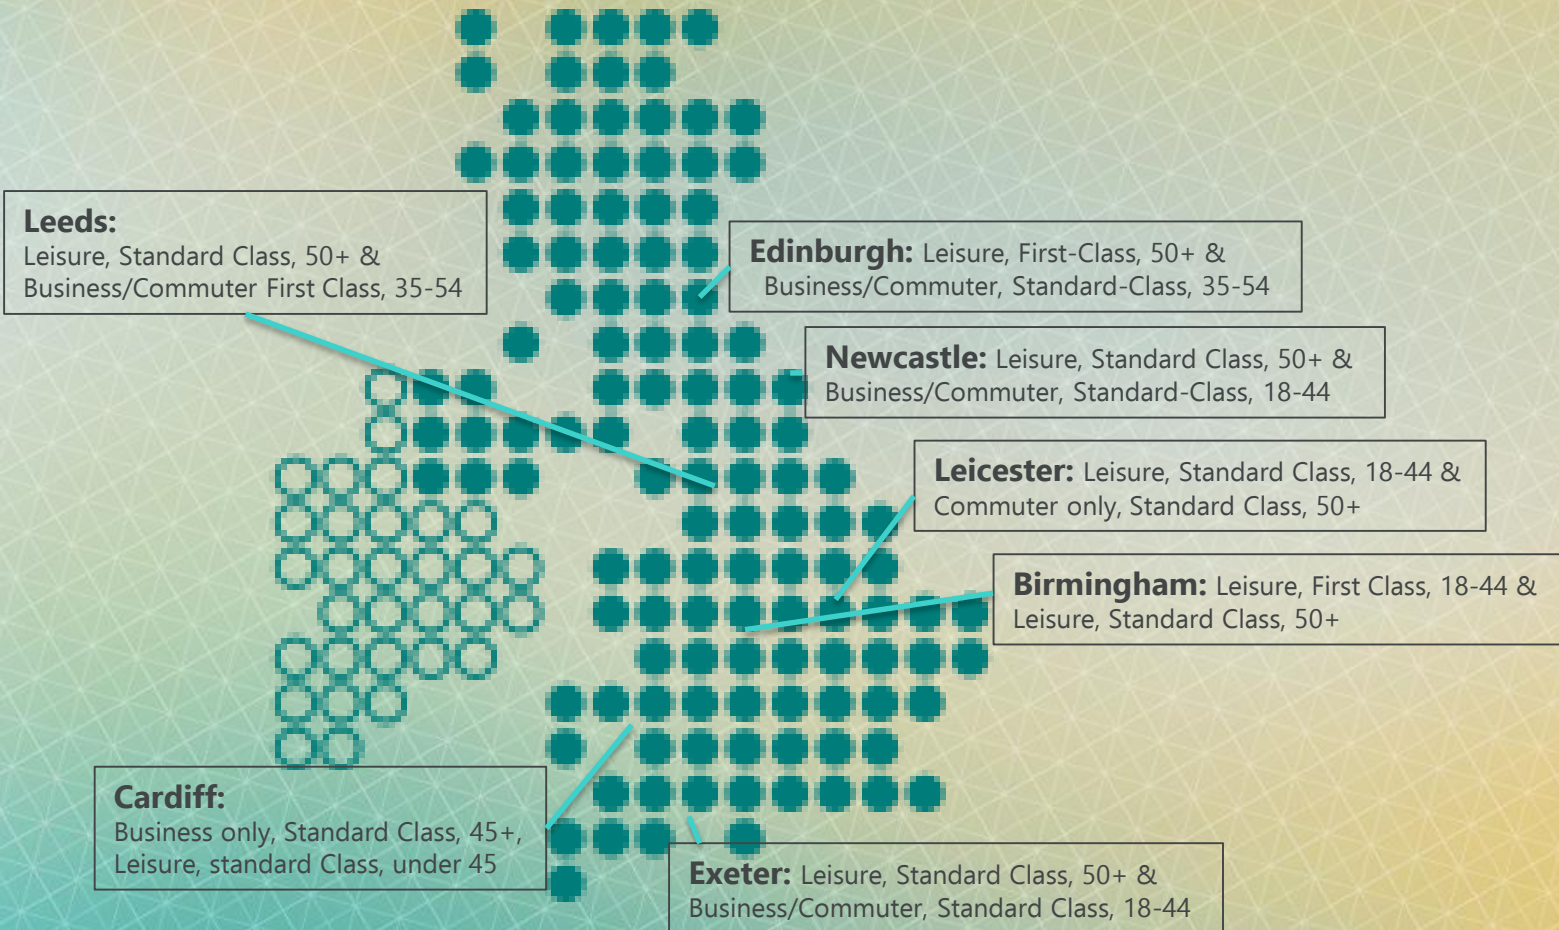 Leeds:
Leisure, Standard Class, 50+ &
Business/Commuter First Class, 35-54
Edinburgh: Leisure, First-Class, 50+ &
Business/Commuter, Standard-Class, 35-54
Newcastle: Leisure, Standard Class, 50+ &
Business/Commuter, Standard-Class, 18-44
Leicester: Leisure, Standard Class, 18-44 &
Commuter only, Standard Class, 50+
Birmingham: Leisure, First Class, 18-44 &
Leisure, Standard Class, 50+
Cardiff:
Business only, Standard Class, 45+,
Leisure, standard Class, under 45
Exeter: Leisure, Standard Class, 50+ &
Business/Commuter, Standard Class, 18-44